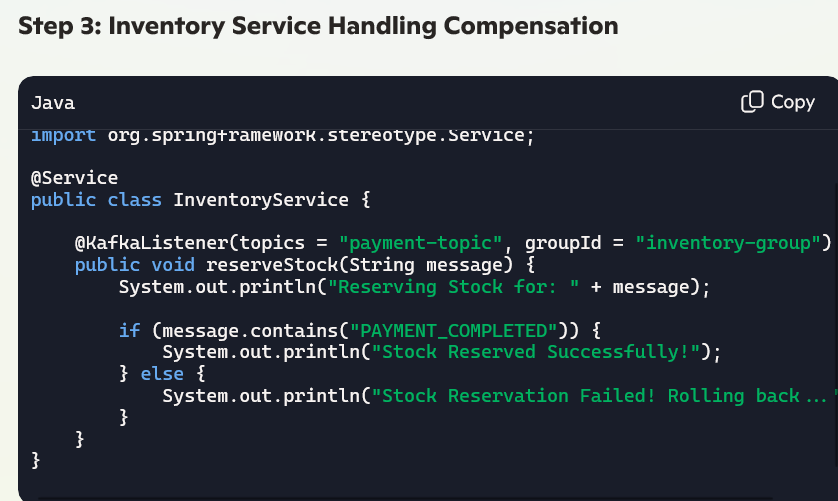 Step 3: Inventory Service Handling Compensation
Java
Copy
import org.springframework.stereotype.Service;
@Service
public class InventoryService {
@KafkaListener(topics = "payment-topic", groupId = "inventory-group")
public void reserveStock(String message) {
System.out.println("Reserving Stock for: " + message);
if (message.contains("PAYMENT_COMPLETED")) {
System.out.println("Stock Reserved Successfully!");
} else {
System.out.println("Stock Reservation Failed! Rolling back..."
}
}
}